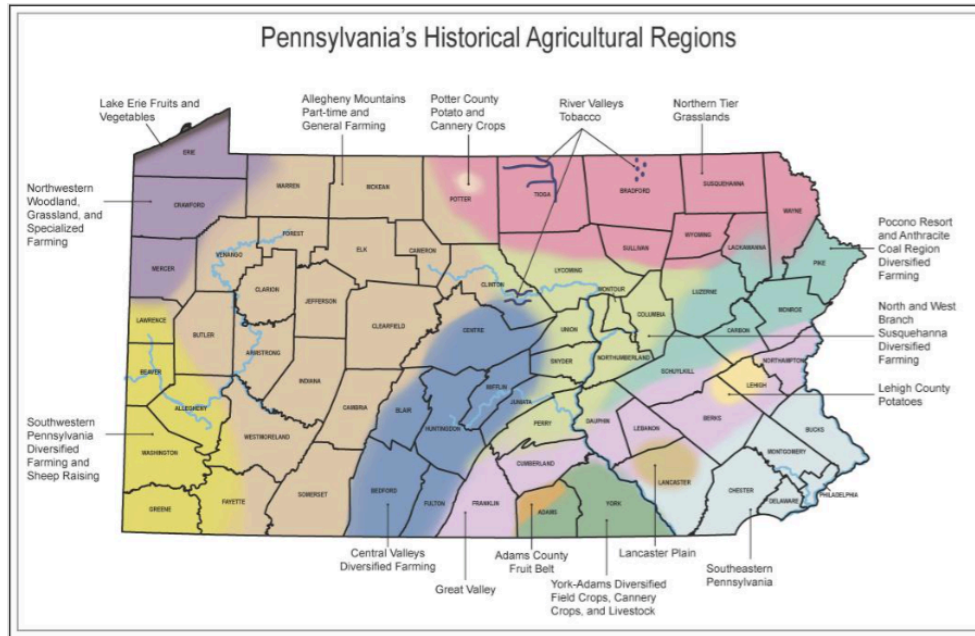 Pennsylvania's Historical Agricultural Regions
Lake Erie Fruits and
Vegetables
Allegheny Mountains
Part-time and
General Farming
Potter County
Potato and
Cannery Crops
River Valleys
Tobacco
Northern Tier
Grasslands
Northwestern
Woodland,
Grassland, and
Specialized
Farming
Pocono Resort
and Anthracite
Coal Region
Diversified
Farming
North and West
Branch
Susquehanna
Diversified
Farming
Lehigh County
Potatoes
Southwestern
Pennsylvania
Diversified
Farming and
Sheep Raising
Central Valleys
Diversified Farming
Great Valley
Adams County
Fruit Belt
York-Adams Diversified
Field Crops, Cannery
Crops, and Livestock
Lancaster Plain
Southeastern
Pennsylvania
ERIE
CRAWFORD
WARREN
MCKEAN
POTTER
TIOGA
BRADFORD
SUSQUEHANNA
WAYNE
WYOMING
LACKAWANNA
SULLIVAN
PIKE
MERCER
VENANGO
FOREST
ELK
CAMERON
CLINTON
LYCOMING
LUZERNE
MONROE
CLARION
JEFFERSON
CLEARFIELD
CENTRE
UNION
MONTOUR
COLUMBIA
CARBON
LAWRENCE
BUTLER
ARMSTRONG
INDIANA
SNYDER
NORTHUMBERLAND
SCHUYLKILL
NORTHAMPTON
LEHIGH
BEAVER
ALLEGHENY
CAMBRIA
BLAIR
HUNTINGDON
MIFFLIN
JUNIATA
PERRY
DAUPHIN
LEBANON
BERKS
BUCKS
MONTGOMERY
WASHINGTON
WESTMORELAND
CUMBERLAND
LANCASTER
CHESTER
DELAWARE
PHILADELPHIA
GREENE
FAYETTE
SOMERSET
BEDFORD
FULTON
FRANKLIN
ADAMS
YORK